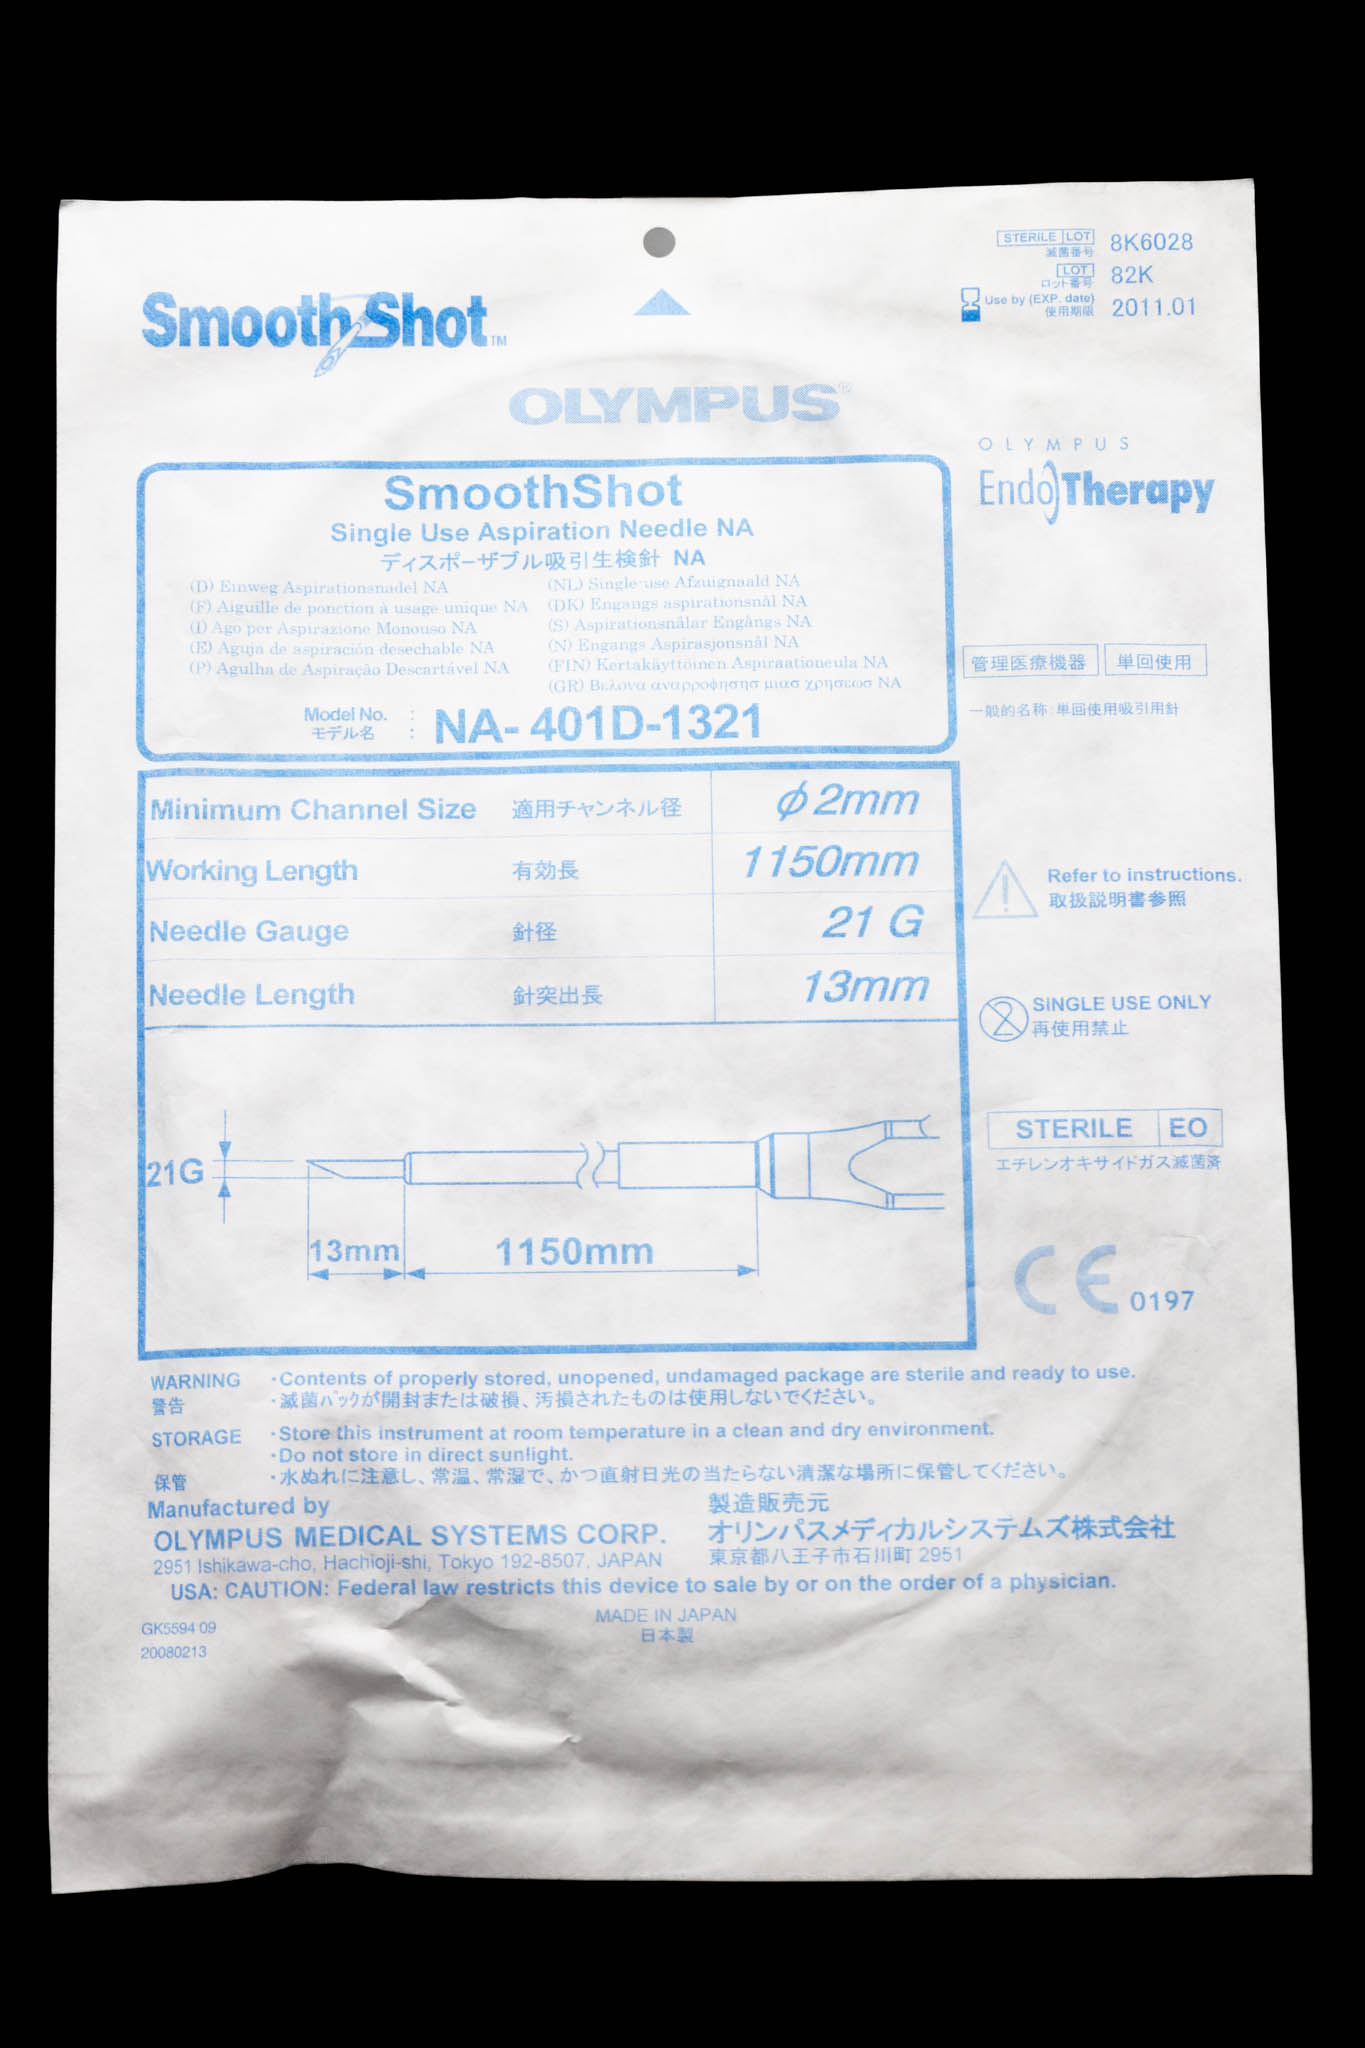 STERILE LOT 8K6028
滅菌番号
LOT 82K
ロット番号
Use by (EXP. date) 2011.01
使用期限
SmoothShot™
OLYMPUS®
OLYMPUS
EndoTherapy
SmoothShot
Single Use Aspiration Needle NA
ディスポーザブル吸引生検針 NA
(D) Einweg Aspirationsnadel NA
(F) Aiguille de ponction à usage unique NA
(I) Ago per Aspirazione Monouso NA
(E) Aguja de aspiración desechable NA
(P) Agulha de Aspiração Descartável NA
(NL) Single-use Afzuignaald NA
(DK) Engangs aspirationsnål NA
(S) Aspirationsnålar Engångs NA
(N) Engangs Aspirasjonsnål NA
(FIN) Kertakäyttöinen Aspiraationeula NA
(GR) Βελονα αναρροφησησ μιασ χρησεωσ NA
Model No. : NA-401D-1321
モデル名 :
管理医療機器 単回使用
一般的名称:単回使用吸引用針
Minimum Channel Size 適用チャンネル径 φ2mm
Working Length 有効長 1150mm
Needle Gauge 針径 21 G
Needle Length 針突出長 13mm
Refer to instructions.
取扱説明書参照
2 SINGLE USE ONLY
再使用禁止
STERILE EO
エチレンオキサイドガス滅菌済
CE 0197
21G
13mm 1150mm
WARNING ・Contents of properly stored, unopened, undamaged package are sterile and ready to use.
警告 ・滅菌パックが開封または破損、汚損されたものは使用しないでください。
STORAGE ・Store this instrument at room temperature in a clean and dry environment.
・Do not store in direct sunlight.
保管 ・水ぬれに注意し、常温、常湿で、かつ直射日光の当たらない清潔な場所に保管してください。
Manufactured by
OLYMPUS MEDICAL SYSTEMS CORP.
2951 Ishikawa-cho, Hachioji-shi, Tokyo 192-8507, JAPAN
製造販売元
オリンパスメディカルシステムズ株式会社
東京都八王子市石川町 2951
USA: CAUTION: Federal law restricts this device to sale by or on the order of a physician.
MADE IN JAPAN
日本製
GK5594 09
20080213